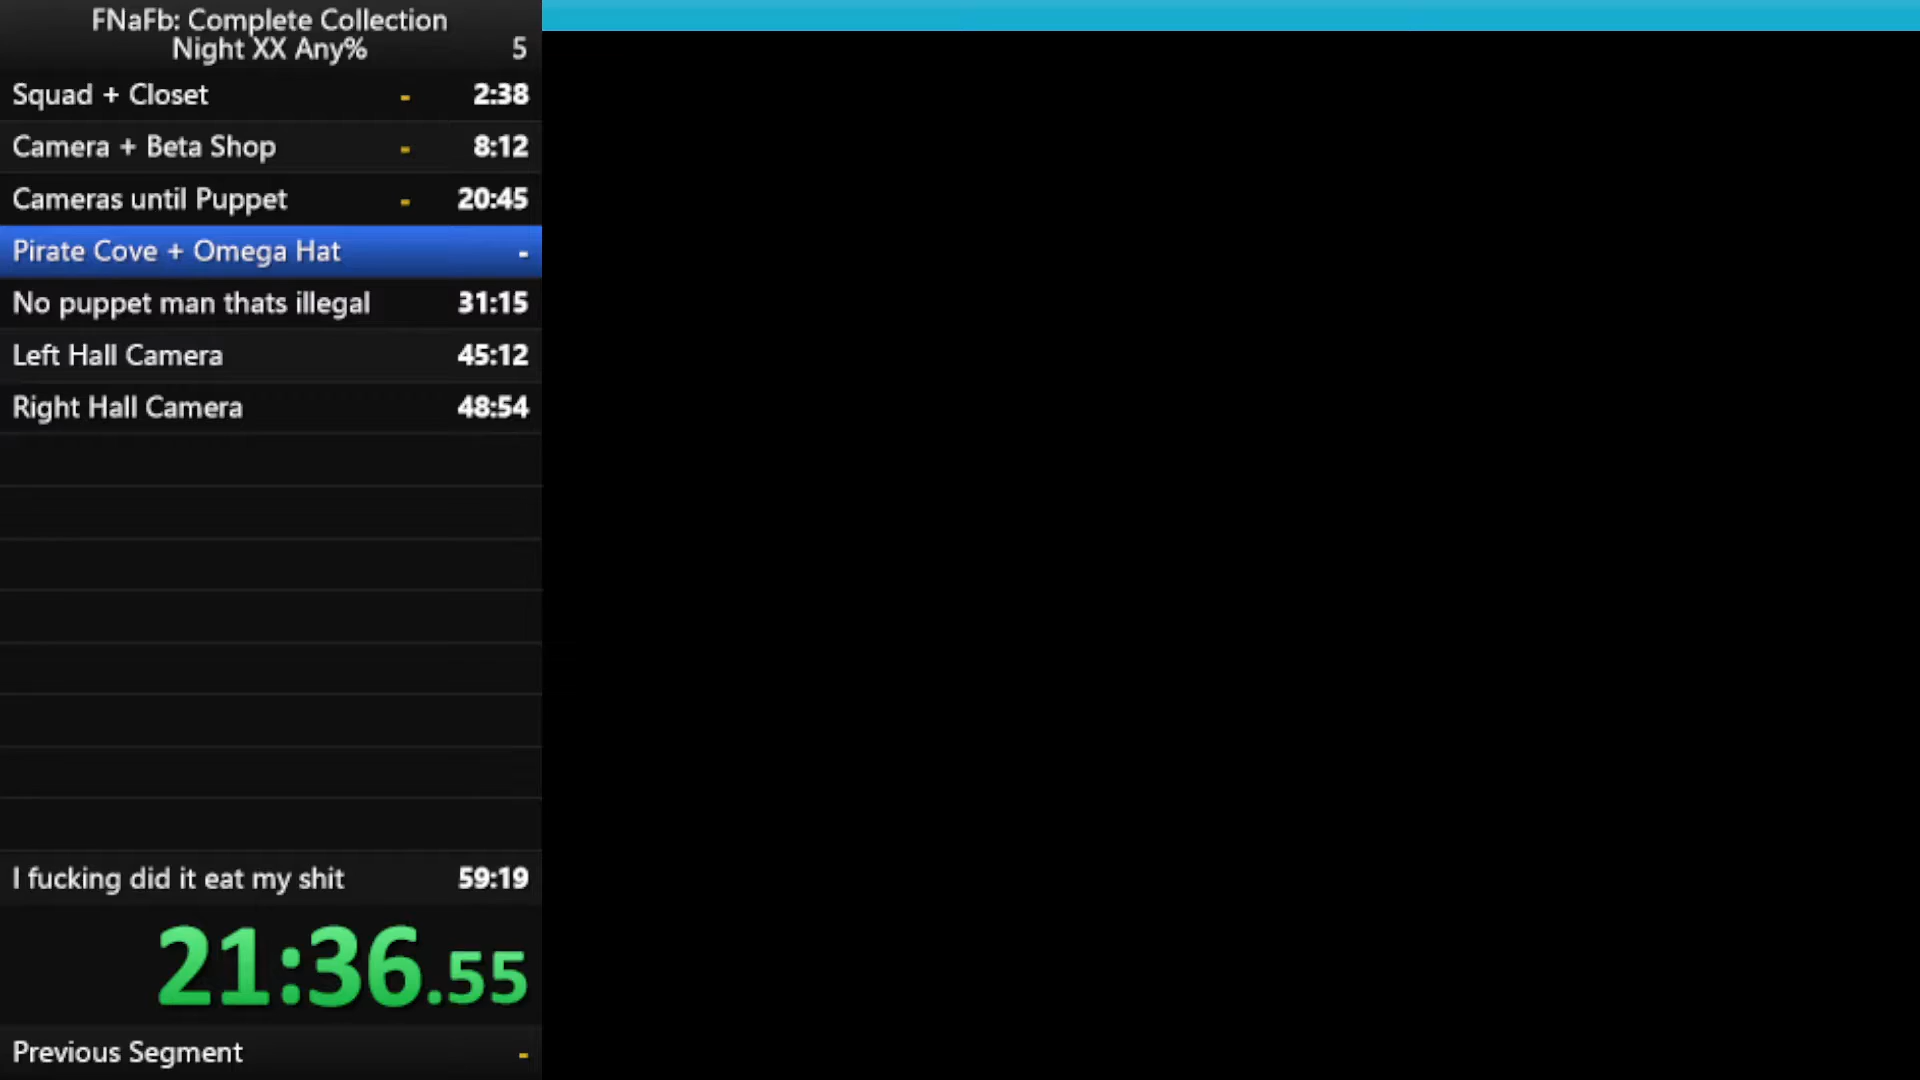 FNaFb: Complete Collection
Night XX Any% 5
Squad + Closet - 2:38
Camera + Beta Shop - 8:12
Cameras until Puppet - 20:45
Pirate Cove + Omega Hat -
No puppet man thats illegal 31:15
Left Hall Camera 45:12
Right Hall Camera 48:54
I fucking did it eat my shit 59:19
21:36.55
Previous Segment -